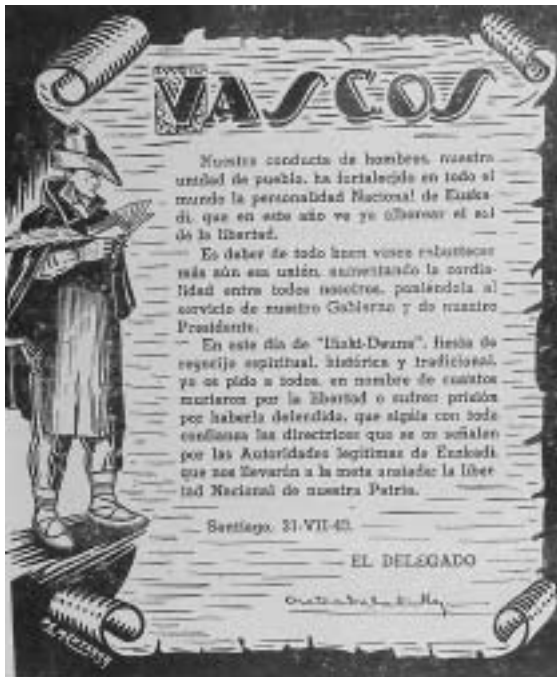 VASCOS
Nuestra conducta de hombres, nuestra
unidad de pueblo, ha fortalecido en todo el
mundo la personalidad Nacional de Euzka-
di, que en este año ve ya alborear el sol
de la libertad.
Es deber de todo buen vasco robustecer
más aún esa unión, aumentando la cordia-
lidad entre todos nosotros, poniéndola al
servicio de nuestro Gobierno y de nuestro
Presidente.
En este día de "Iñaki-Deuna", fiesta de
regocijo espiritual, histórica y tradicional,
yo os pido a todos, en nombre de cuantos
murieron por la libertad o sufren prisión
por haberla defendido, que sigáis con toda
confianza las directrices que se os señalen
por las Autoridades legítimas de Euzkadi
que nos llevarán a la meta ansiada: la liber-
tad Nacional de nuestra Patria.
Santiago, 31-VII-43.
EL DELEGADO